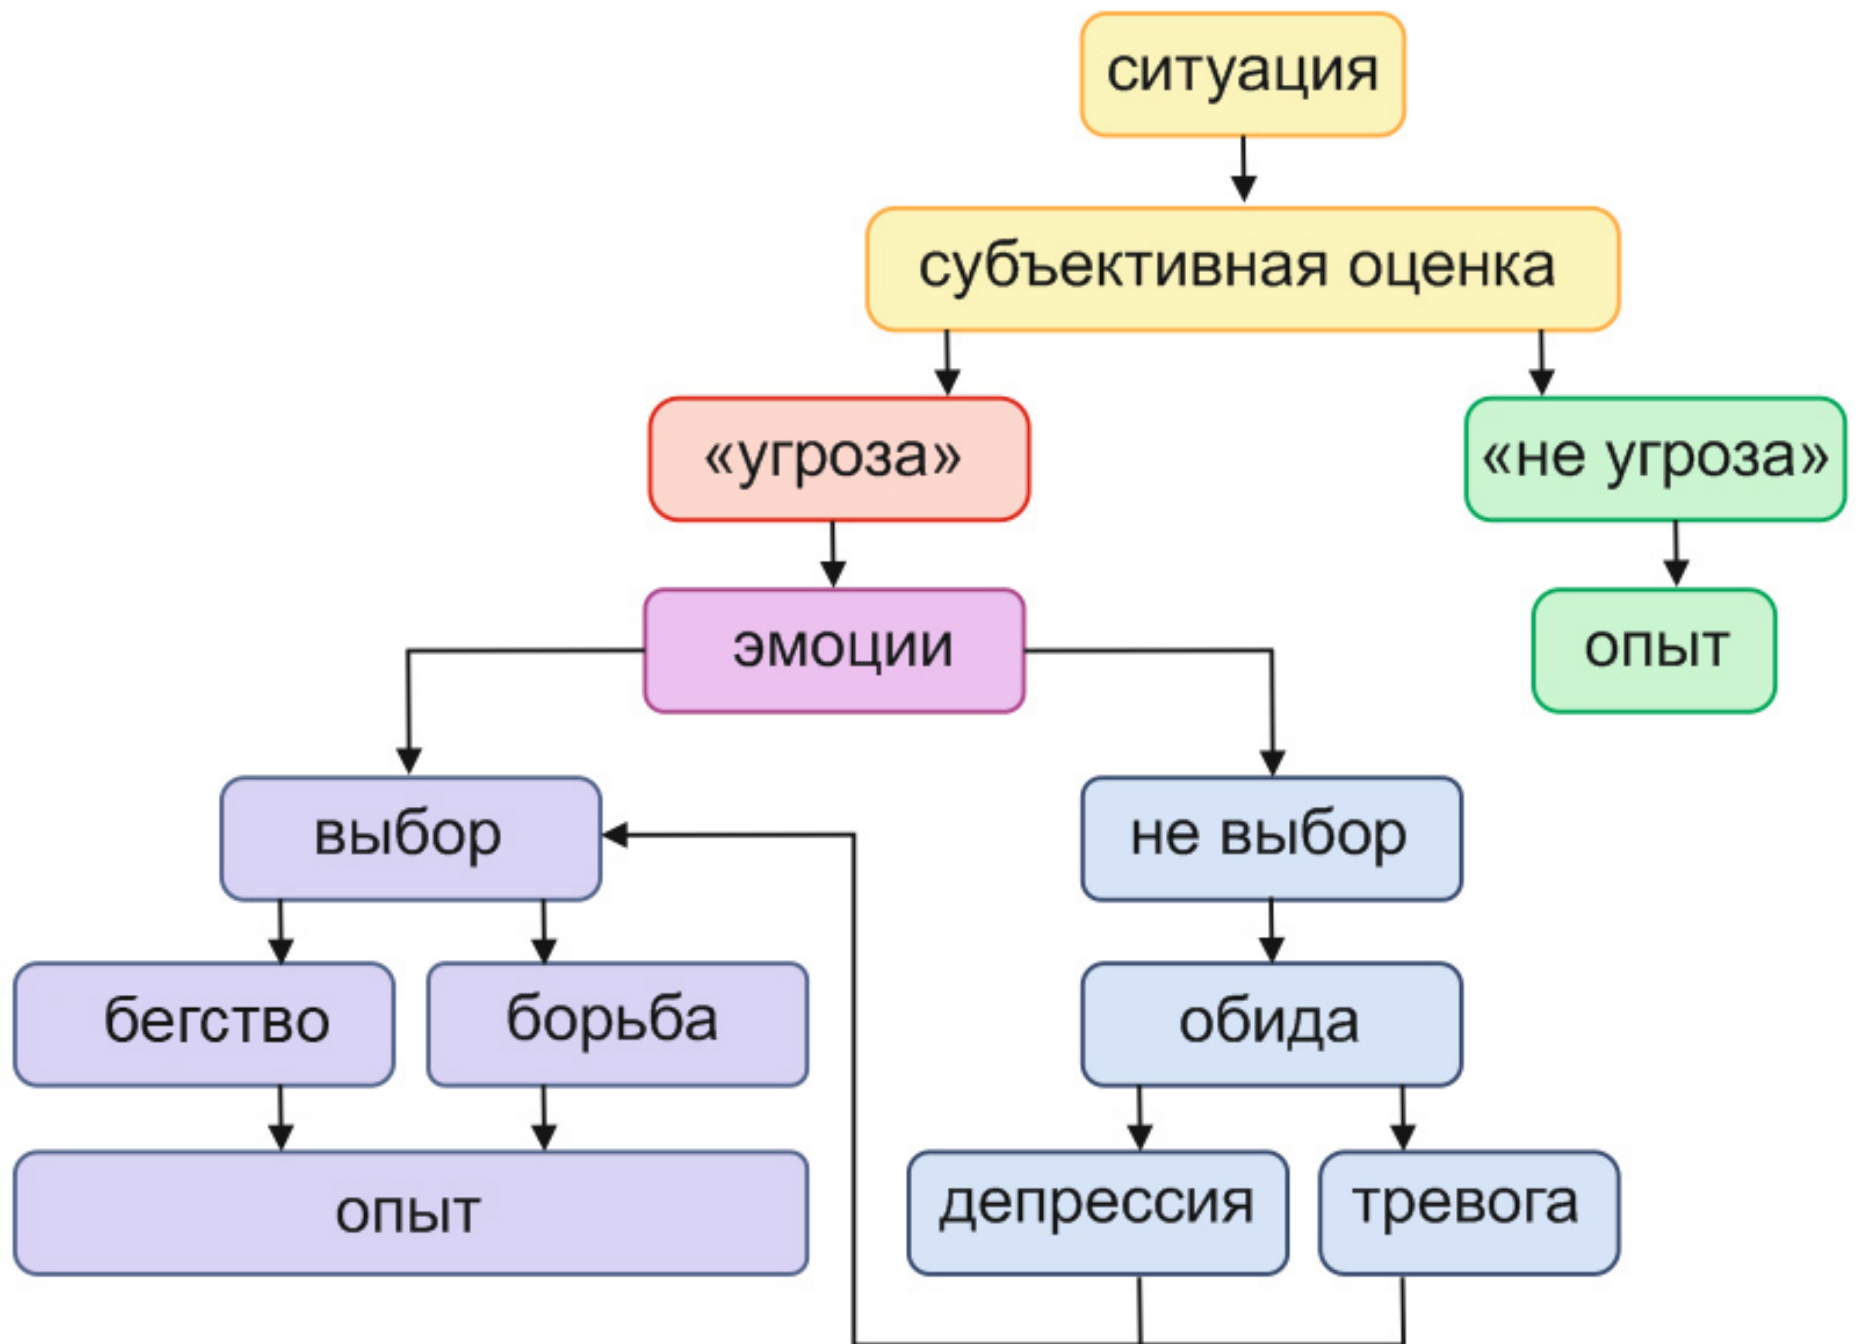 ситуация
субъективная оценка
«угроза»
«не угроза»
эмоции
опыт
выбор
не выбор
бегство
борьба
обида
опыт
депрессия
тревога